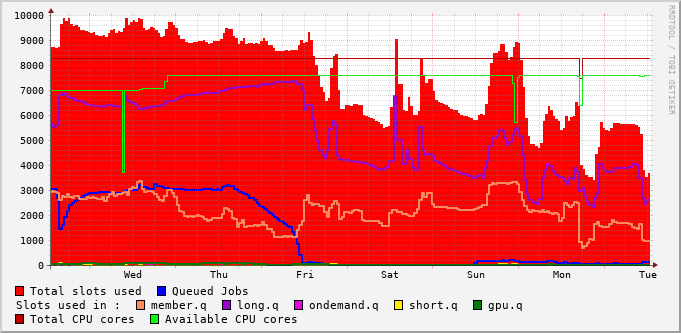 10000
9000
8000
7000
6000
5000
4000
3000
2000
1000
0
Wed Thu Fri Sat Sun Mon Tue
Total slots used Queued Jobs
Slots used in : member.q long.q ondemand.q short.q gpu.q
Total CPU cores Available CPU cores
RRDTOOL / TOBI OETIKER